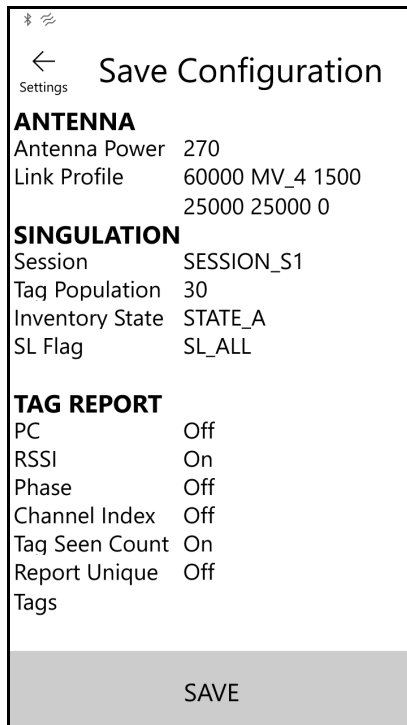 Settings
Save Configuration
ANTENNA
Antenna Power 270
Link Profile 60000 MV_4 1500
25000 25000 0
SINGULATION
Session SESSION_S1
Tag Population 30
Inventory State STATE_A
SL Flag SL_ALL
TAG REPORT
PC Off
RSSI On
Phase Off
Channel Index Off
Tag Seen Count On
Report Unique Off
Tags
SAVE